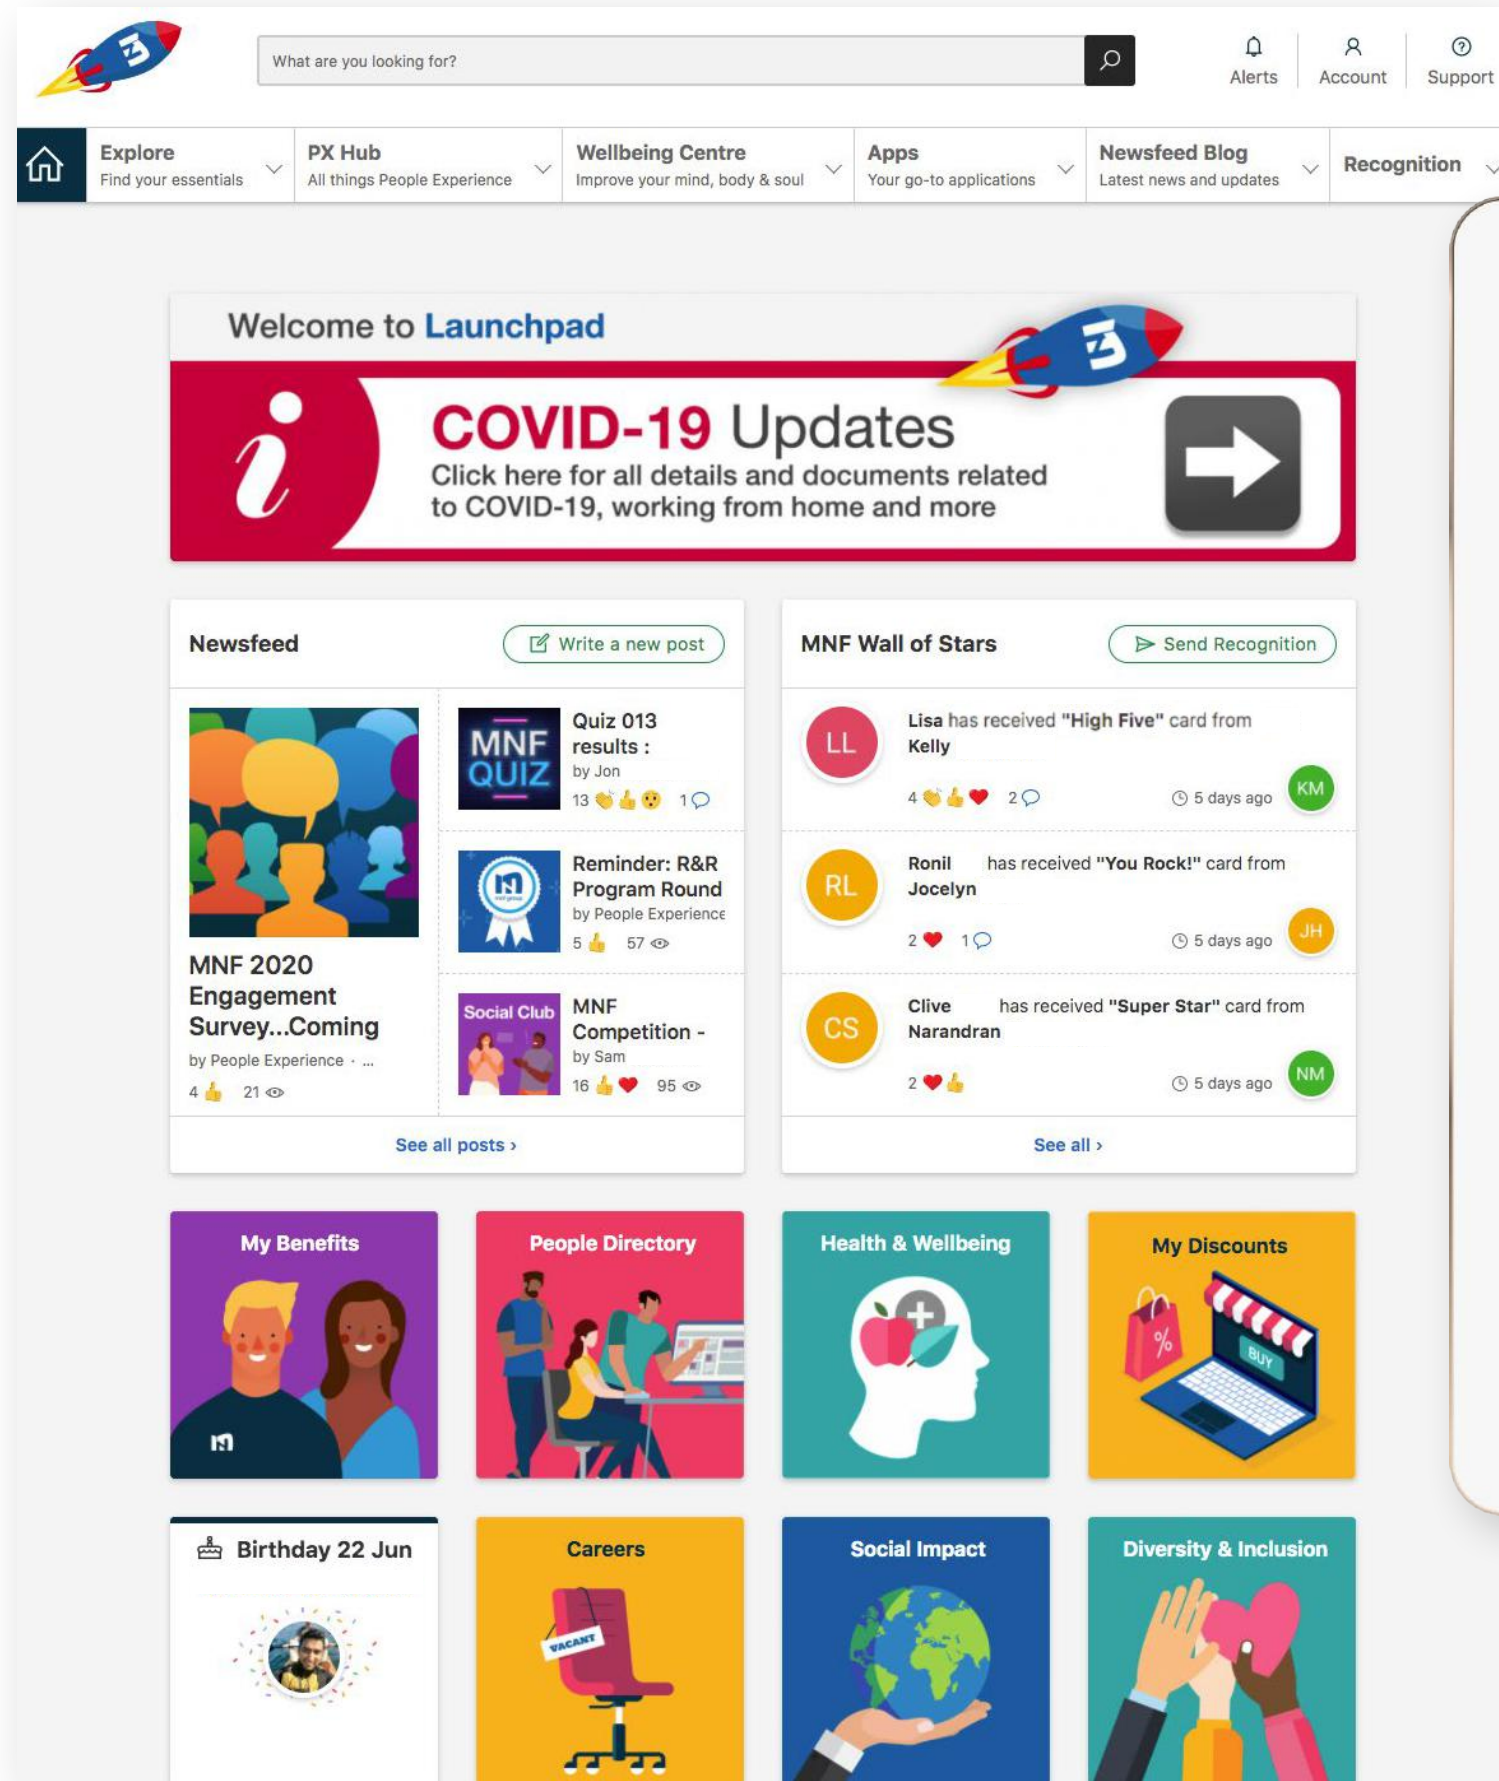 What are you looking for?
Alerts
Account
Support
Explore
Find your essentials
PX Hub
All things People Experience
Wellbeing Centre
Improve your mind, body & soul
Apps
Your go-to applications
Newsfeed Blog
Latest news and updates
Recognition
Welcome to Launchpad
COVID-19 Updates
Click here for all details and documents related
to COVID-19, working from home and more
Newsfeed
Write a new post
MNF 2020
Engagement
Survey...Coming
by People Experience · ...
4 👍 21
MNF
QUIZ
Quiz 013
results :
by Jon
13 👏👍😲 1
Reminder: R&R
Program Round
by People Experience
5 👍 57
Social Club
MNF
Competition -
by Sam
16 👍❤️ 95
See all posts ›
MNF Wall of Stars
Send Recognition
LL
Lisa has received "High Five" card from
Kelly
4 👏👍❤️ 2
5 days ago
KM
RL
Ronil has received "You Rock!" card from
Jocelyn
2 ❤️ 1
5 days ago
JH
CS
Clive has received "Super Star" card from
Narandran
2 ❤️👍
5 days ago
NM
See all ›
My Benefits
People Directory
Health & Wellbeing
My Discounts
%
BUY
Birthday 22 Jun
Careers
VACANT
Social Impact
Diversity & Inclusion